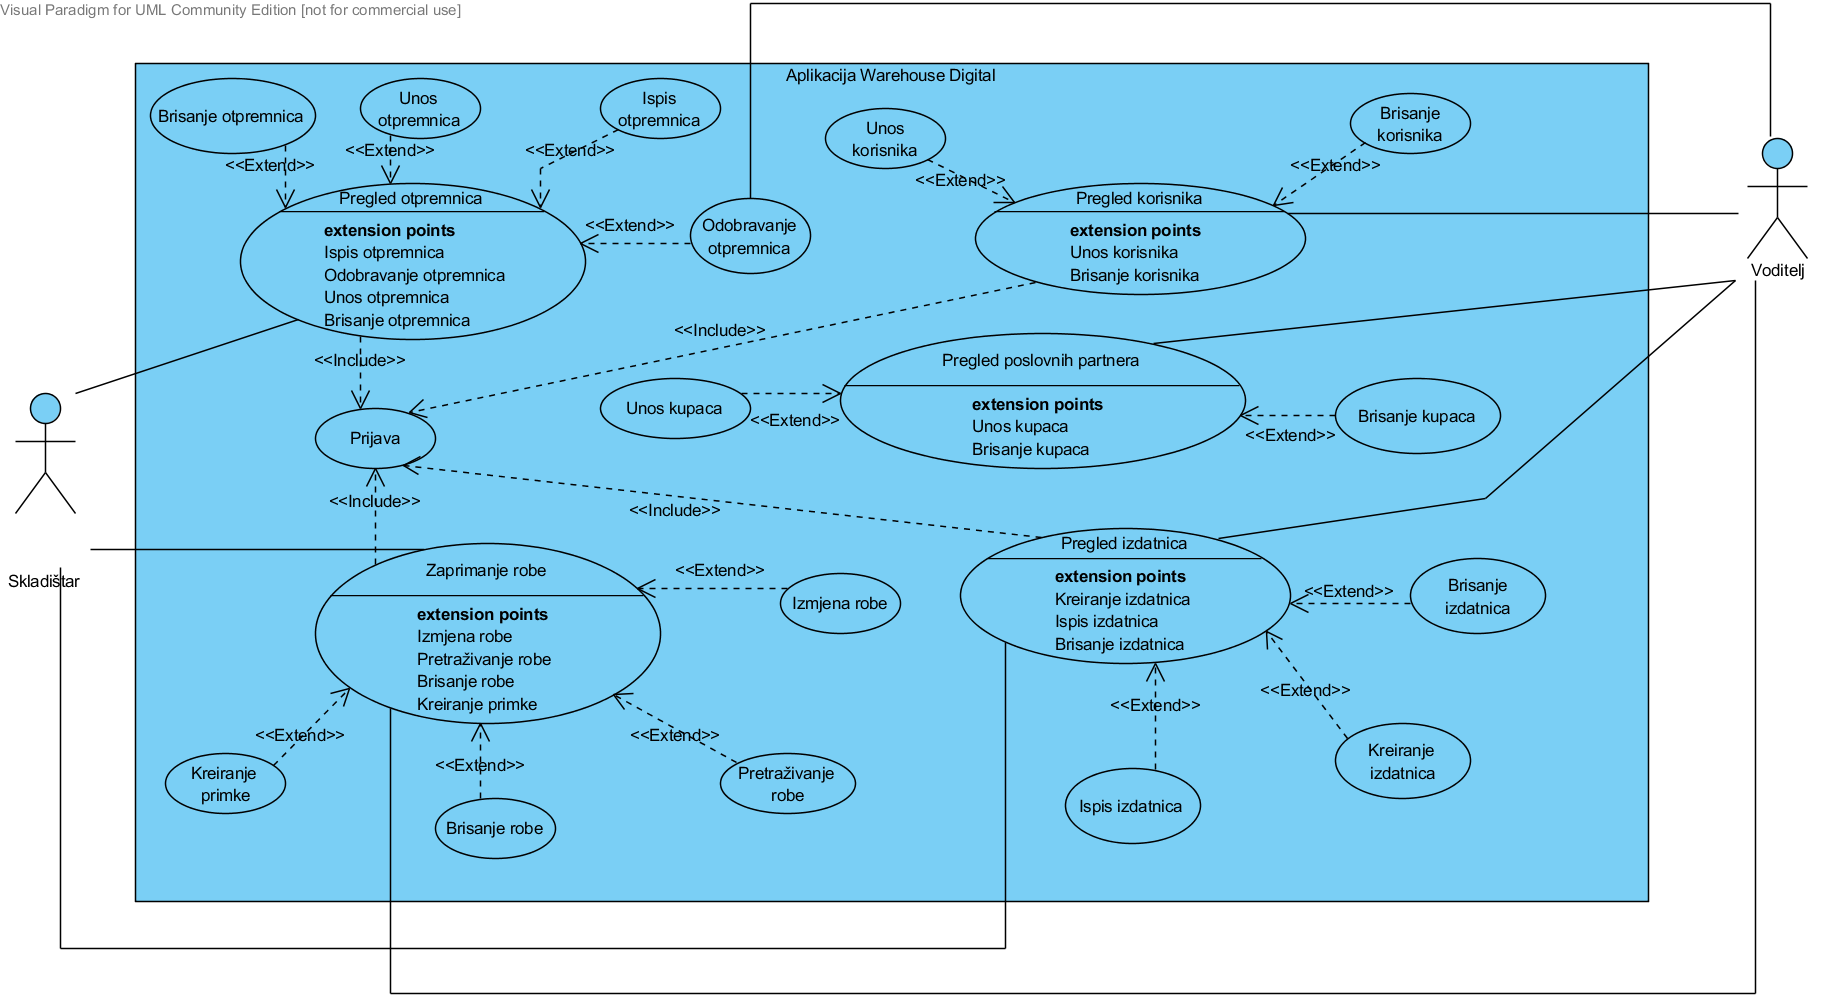 Visual Paradigm for UML Community Edition [not for commercial use]
Aplikacija Warehouse Digital
Brisanje otpremnica
Unos
otpremnica
Ispis
otpremnica
<<Extend>>
<<Extend>>
<<Extend>>
Unos
korisnika
Brisanje
korisnika
<<Extend>>
<<Extend>>
Pregled otpremnica
extension points
Ispis otpremnica
Odobravanje otpremnica
Unos otpremnica
Brisanje otpremnica
<<Extend>>
Odobravanje
otpremnica
Pregled korisnika
extension points
Unos korisnika
Brisanje korisnika
Voditelj
<<Include>>
<<Include>>
Pregled poslovnih partnera
extension points
Unos kupaca
Brisanje kupaca
Unos kupaca
<<Extend>>
Brisanje kupaca
<<Extend>>
Prijava
<<Include>>
<<Include>>
Skladištar
Zaprimanje robe
extension points
Izmjena robe
Pretraživanje robe
Brisanje robe
Kreiranje primke
<<Extend>>
Izmjena robe
Pregled izdatnica
extension points
Kreiranje izdatnica
Ispis izdatnica
Brisanje izdatnica
<<Extend>>
Brisanje
izdatnica
<<Extend>>
<<Extend>>
<<Extend>>
<<Extend>>
<<Extend>>
Kreiranje
primke
Brisanje robe
Pretraživanje
robe
Ispis izdatnica
Kreiranje
izdatnica